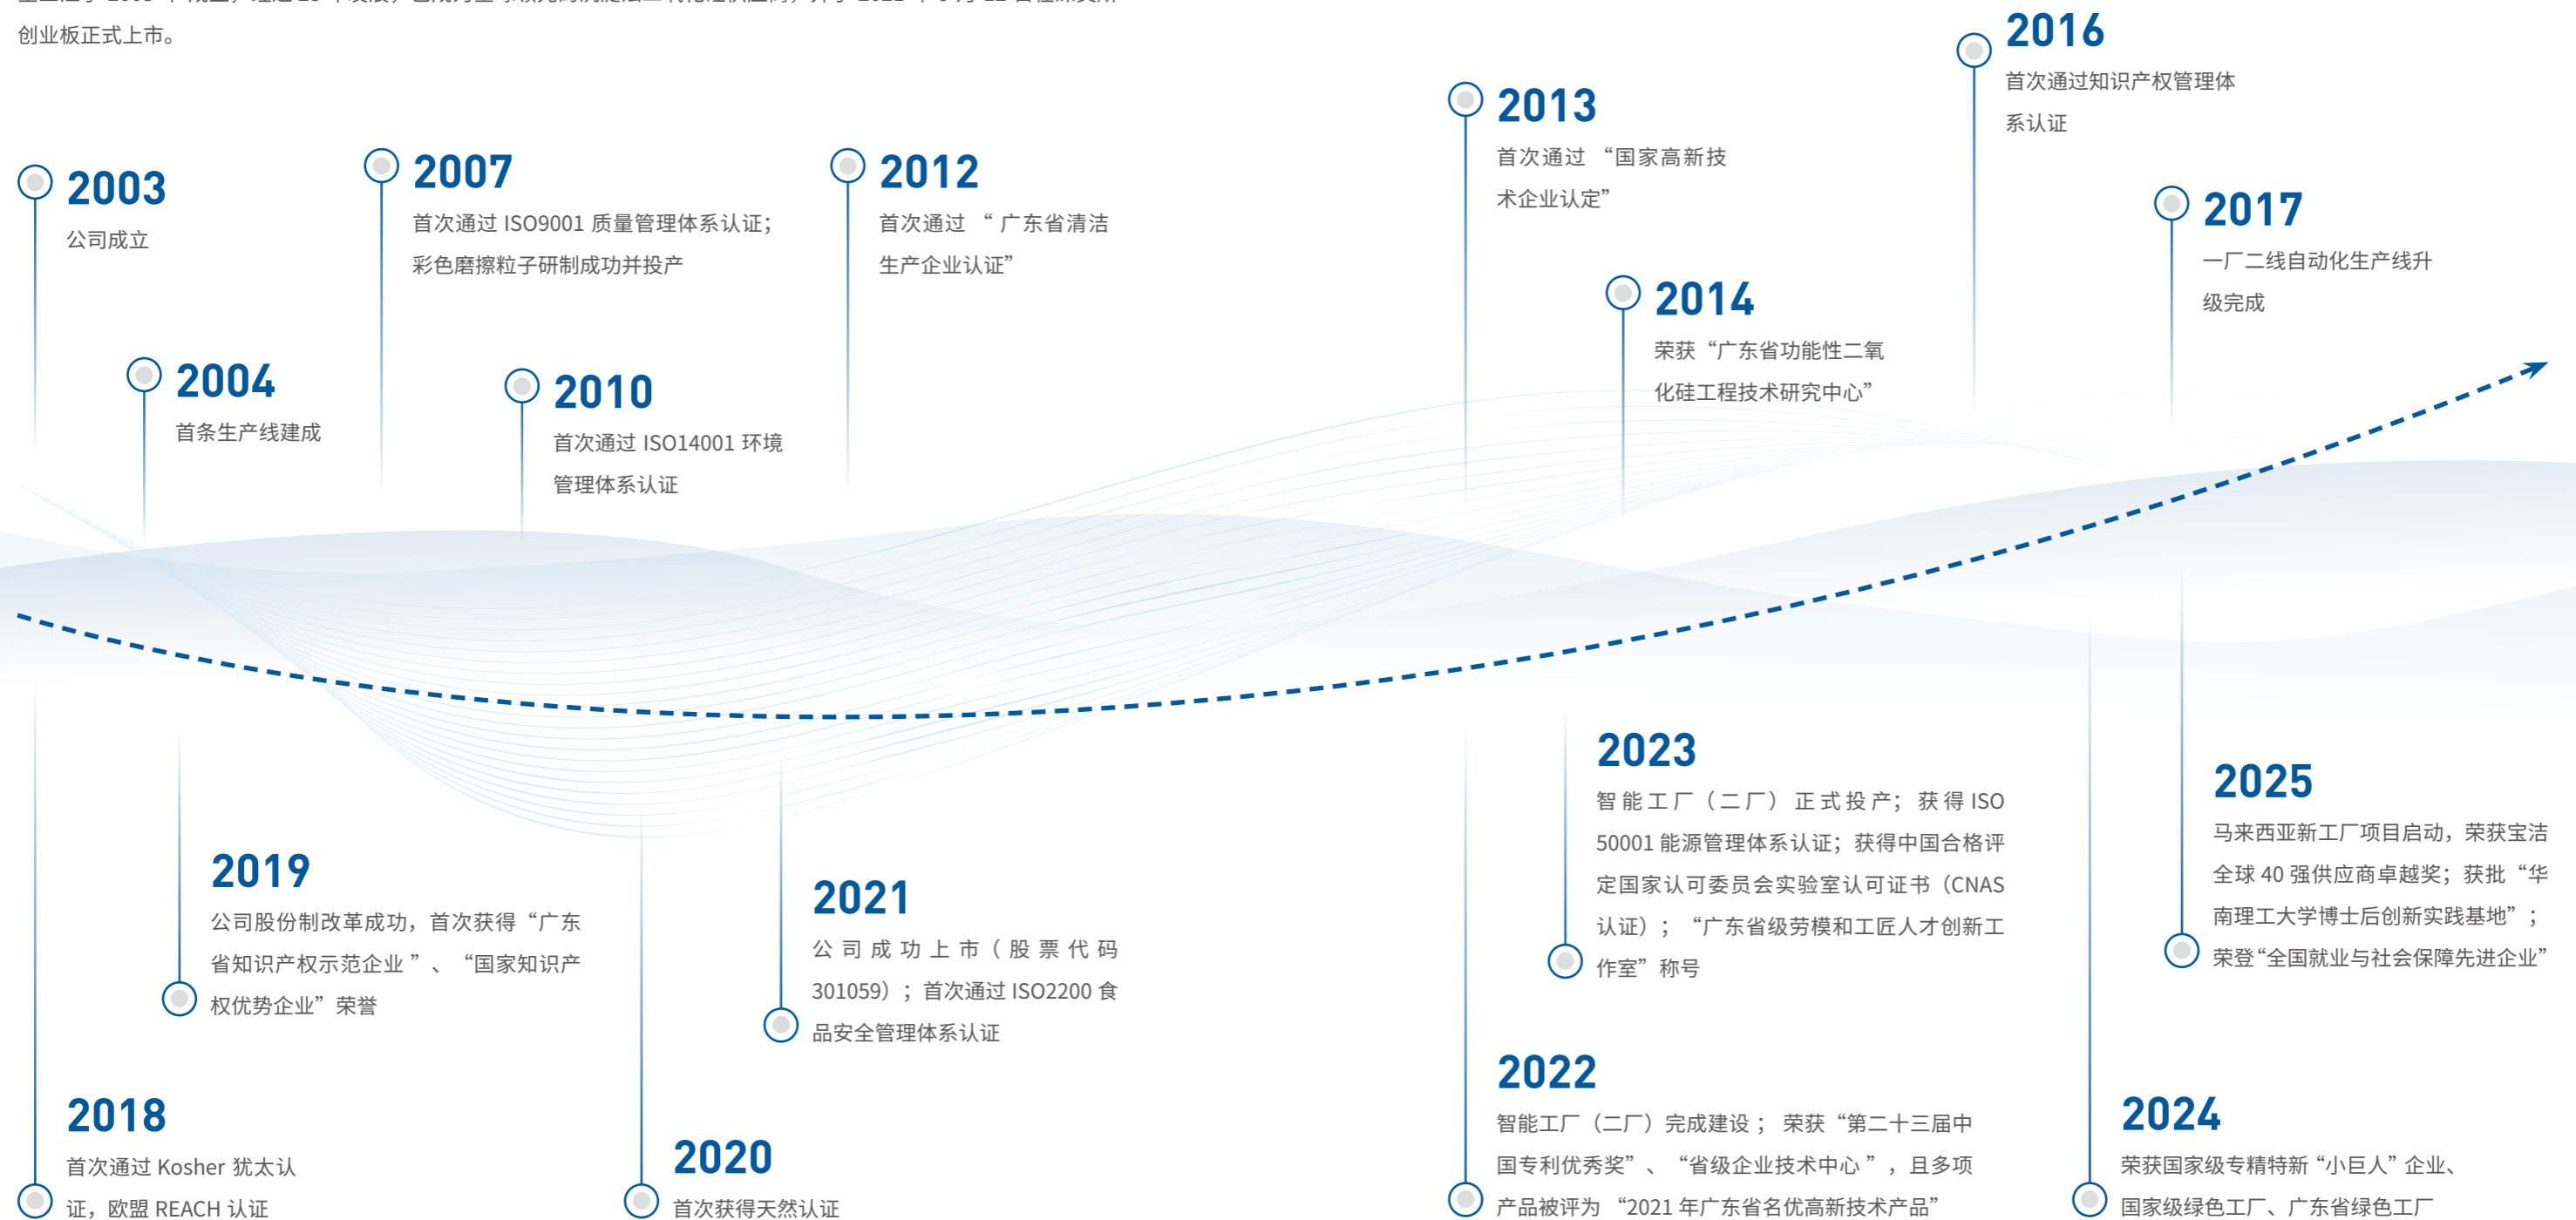 创业板正式上市。
2003
公司成立
2004
首条生产线建成
2007
首次通过 ISO9001 质量管理体系认证；
彩色磨擦粒子研制成功并投产
2010
首次通过 ISO14001 环境
管理体系认证
2012
首次通过 “ 广东省清洁
生产企业认证”
2013
首次通过 “国家高新技
术企业认定”
2014
荣获“广东省功能性二氧
化硅工程技术研究中心”
2016
首次通过知识产权管理体
系认证
2017
一厂二线自动化生产线升
级完成
2018
首次通过 Kosher 犹太认
证，欧盟 REACH 认证
2019
公司股份制改革成功，首次获得“广东
省知识产权示范企业 ”、“国家知识产
权优势企业”荣誉
2020
首次获得天然认证
2021
公司成功上市（股票代码
301059）；首次通过 ISO2200 食
品安全管理体系认证
2022
智能工厂（二厂）完成建设 ； 荣获“第二十三届中
国专利优秀奖”、“省级企业技术中心 ”，且多项
产品被评为 “2021 年广东省名优高新技术产品”
2023
智能工厂（二厂）正式投产；获得 ISO
50001 能源管理体系认证；获得中国合格评
定国家认可委员会实验室认可证书（CNAS
认证）；“广东省级劳模和工匠人才创新工
作室”称号
2024
荣获国家级专精特新 “小巨人” 企业、
国家级绿色工厂、广东省绿色工厂
2025
马来西亚新工厂项目启动，荣获宝洁
全球 40 强供应商卓越奖；获批“华
南理工大学博士后创新实践基地”；
荣登“全国就业与社会保障先进企业”